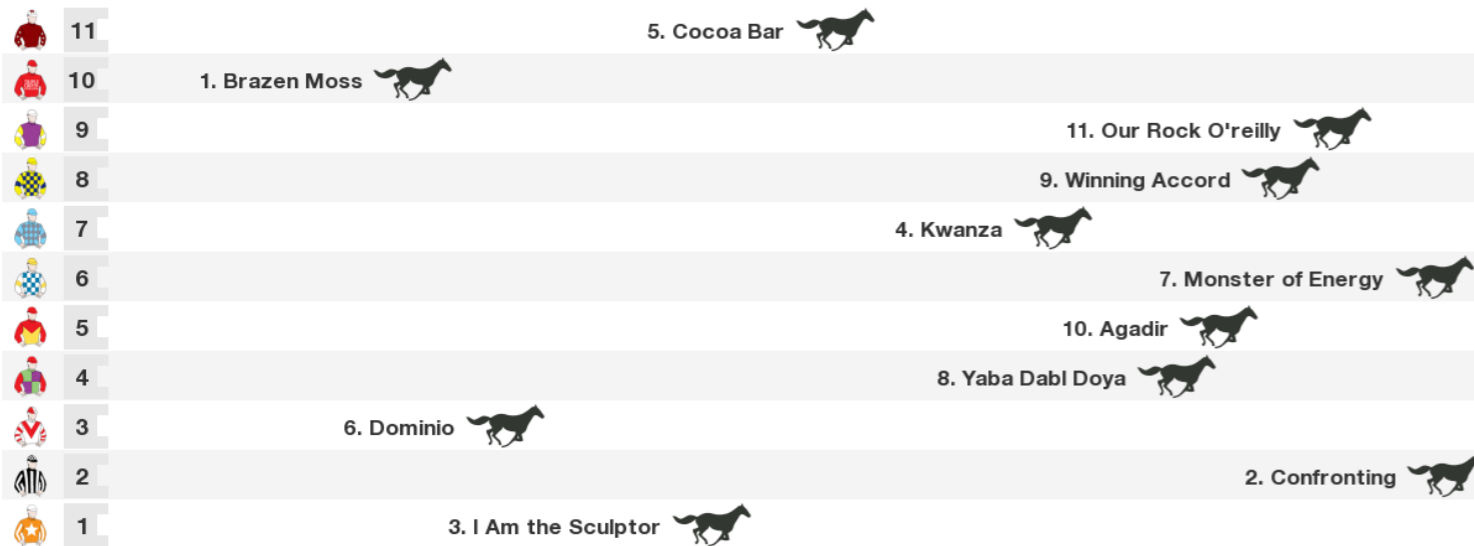 11 5. Cocoa Bar
10 1. Brazen Moss
9 11. Our Rock O'reilly
8 9. Winning Accord
7 4. Kwanza
6 7. Monster of Energy
5 10. Agadir
4 8. Yaba Dabl Doya
3 6. Dominio
2 2. Confronting
1 3. I Am the Sculptor